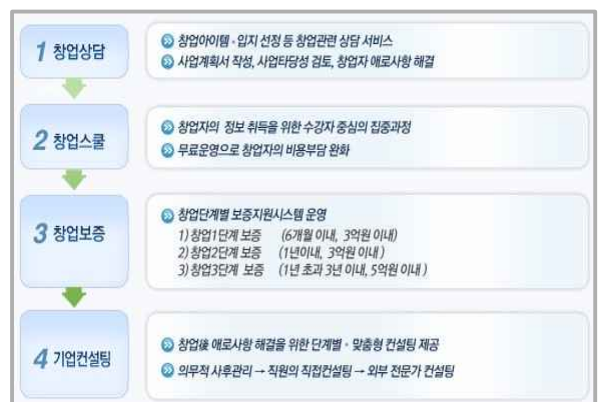 1 창업상담
창업아이템·입지 선정 등 창업관련 상담 서비스
사업계획서 작성, 사업타당성 검토, 창업자 애로사항 해결
2 창업스쿨
창업자의 정보 취득을 위한 수강자 중심의 집중과정
무료운영으로 창업자의 비용부담 완화
3 창업보증
창업단계별 보증지원시스템 운영
1) 창업1단계 보증 (6개월 이내, 3억원 이내)
2) 창업2단계 보증 (1년이내, 3억원 이내 )
3) 창업3단계 보증 (1년 초과 3년 이내, 5억원 이내 )
4 기업컨설팅
창업後 애로사항 해결을 위한 단계별·맞춤형 컨설팅 제공
의무적 사후관리 → 직원의 직접컨설팅 → 외부 전문가 컨설팅